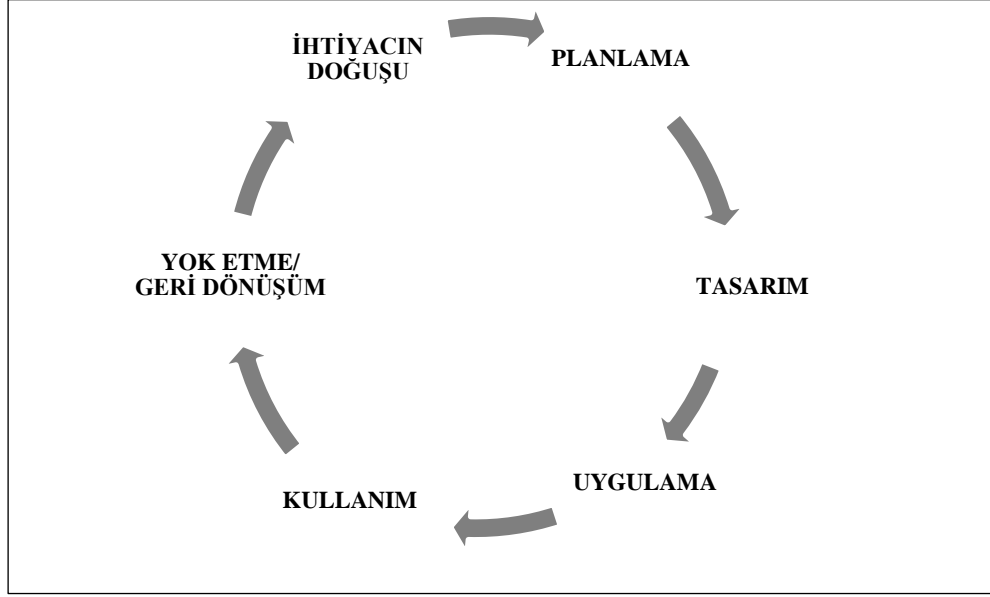 İHTİYACIN
DOĞUŞU
PLANLAMA
TASARIM
UYGULAMA
KULLANIM
YOK ETME/
GERİ DÖNÜŞÜM